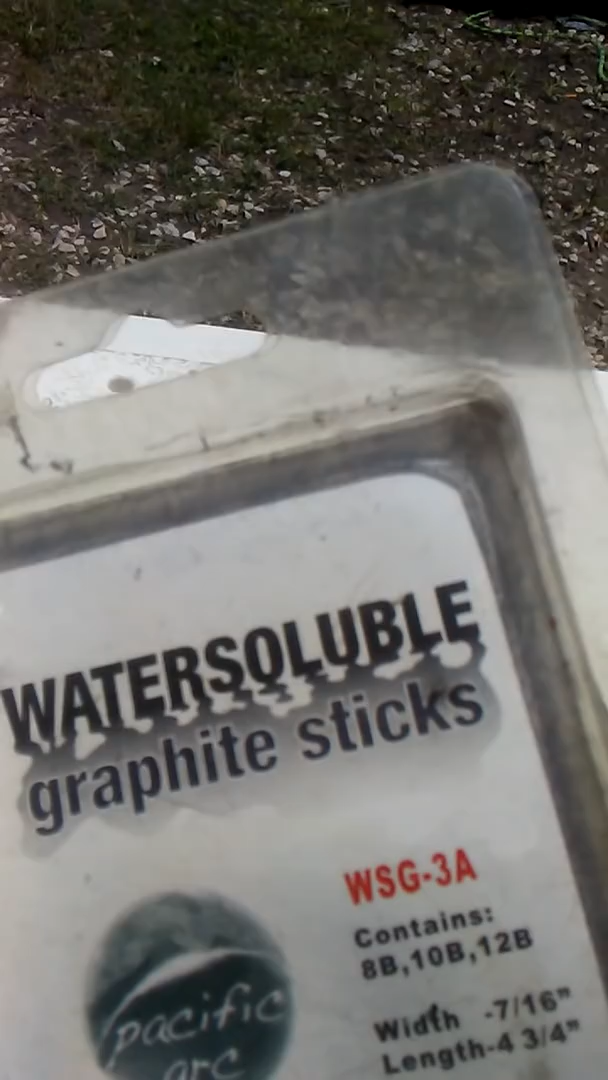 WATERSOLUBLE
graphite sticks
WSG-3A
Contains:
8B,10B,12B
Width -7/16"
Length-4 3/4"
pacific
arc